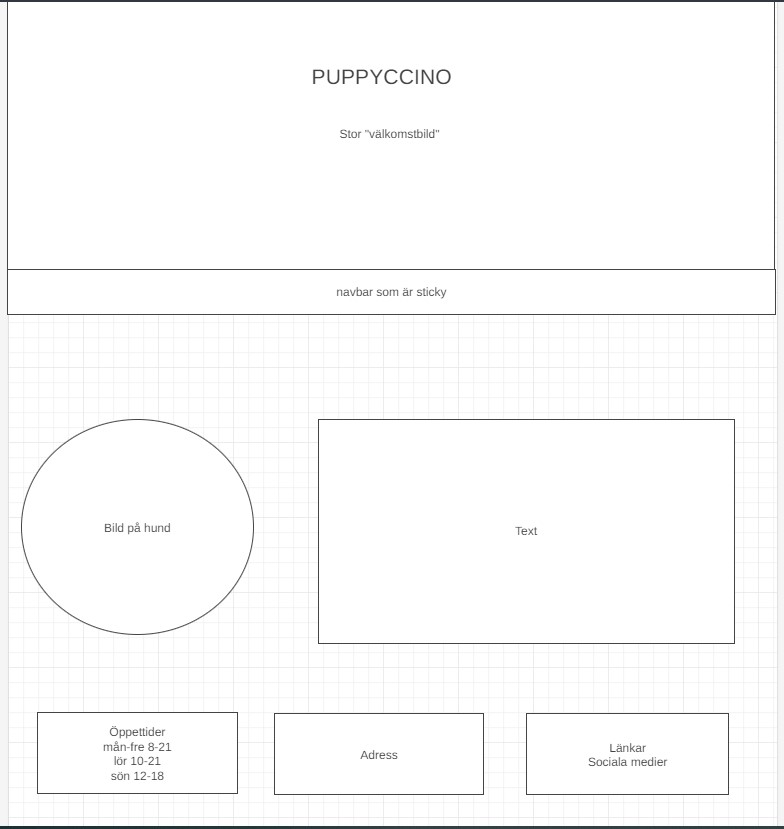 PUPPYCCINO
Stor "välkomstbild"
navbar som är sticky
Bild på hund
Text
Öppettider
mån-fre 8-21
lör 10-21
sön 12-18
Adress
Länkar
Sociala medier